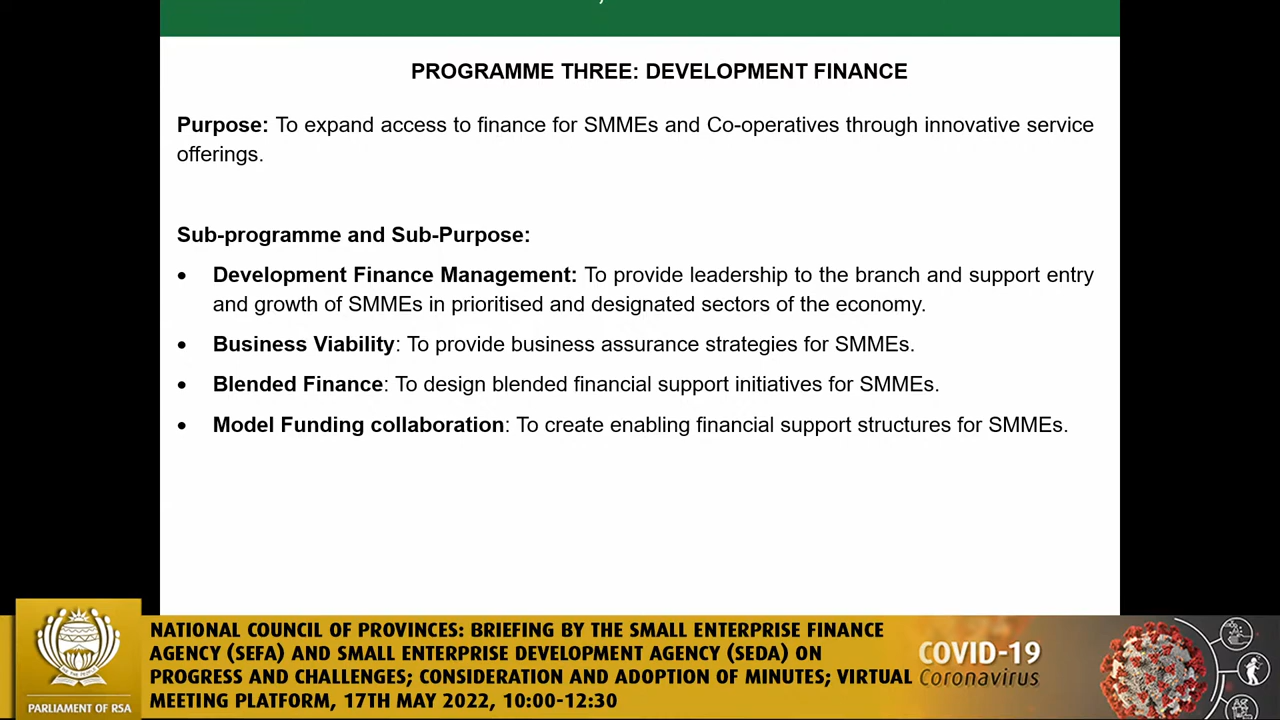 PROGRAMME THREE: DEVELOPMENT FINANCE
Purpose: To expand access to finance for SMMEs and Co-operatives through innovative service
offerings.
Sub-programme and Sub-Purpose:
• Development Finance Management: To provide leadership to the branch and support entry
and growth of SMMEs in prioritised and designated sectors of the economy.
• Business Viability: To provide business assurance strategies for SMMEs.
• Blended Finance: To design blended financial support initiatives for SMMEs.
• Model Funding collaboration: To create enabling financial support structures for SMMEs.
NATIONAL COUNCIL OF PROVINCES: BRIEFING BY THE SMALL ENTERPRISE FINANCE
AGENCY (SEFA) AND SMALL ENTERPRISE DEVELOPMENT AGENCY (SEDA) ON
PROGRESS AND CHALLENGES; CONSIDERATION AND ADOPTION OF MINUTES; VIRTUAL
MEETING PLATFORM, 17TH MAY 2022, 10:00-12:30
PARLIAMENT OF RSA
COVID-19
Coronavirus